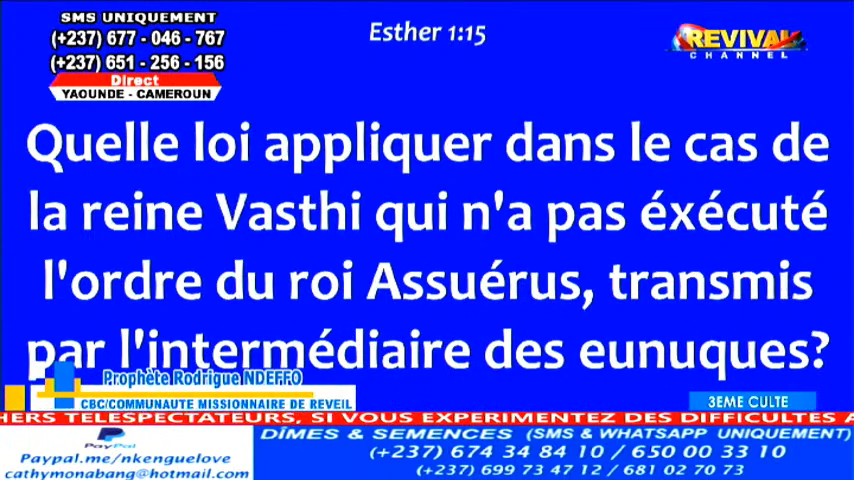 SMS UNIQUEMENT
(+237) 677 - 046 - 767
(+237) 651 - 256 - 156
Direct
YAOUNDE - CAMEROUN
Esther 1:15
REVIVAL
CHANNEL
Quelle loi appliquer dans le cas de
la reine Vasthi qui n'a pas éxécuté
l'ordre du roi Assuérus, transmis
par l'intermédiaire des eunuques?
Prophète Rodrigue NDEFFO
CBC/COMMUNAUTE MISSIONNAIRE DE REVEIL
3EME CULTE
HERS TELESPECTATEURS, SI VOUS EXPERIMENTEZ DES DIFFICULTES A
PayPal
Paypal.me/nkenguelove
cathymonabang@hotmail.com
DÎMES & SEMENCES (SMS & WHATSAPP UNIQUEMENT)
(+237) 674 34 84 10 / 650 00 33 10
(+237) 699 73 47 12 / 681 02 70 73